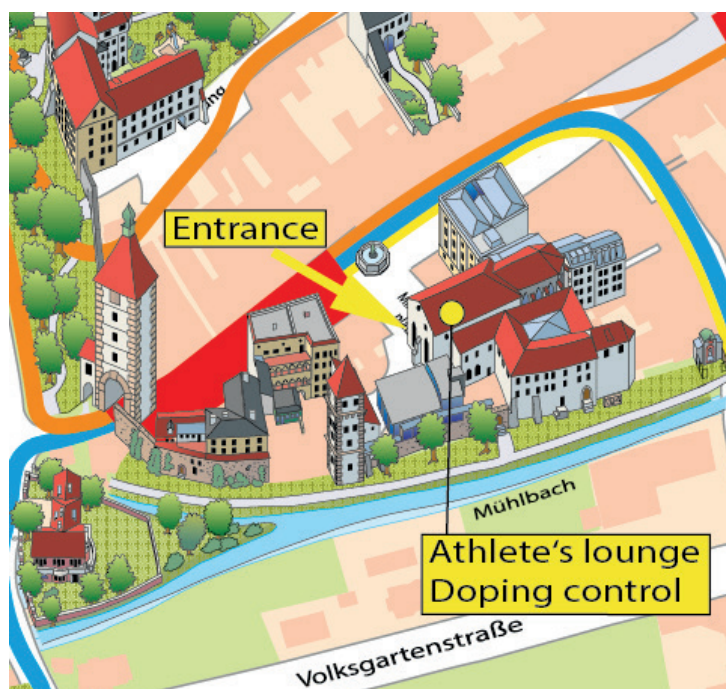 Entrance
Mühlbach
Athlete's lounge
Doping control
Volksgartenstraße